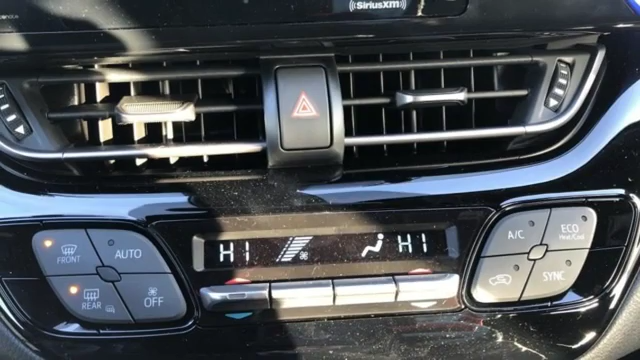 SiriusXM
AUTO
A/C
ECO
Heat/Cool
FRONT
HI
HI
REAR
OFF
SYNC